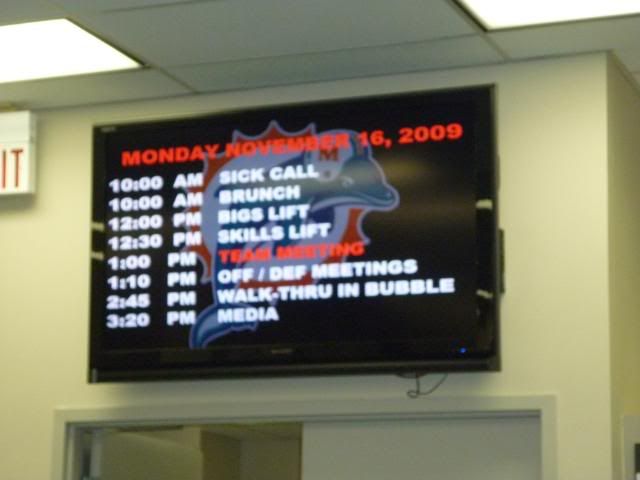 IT
MONDAY NOVEMBER 16, 2009
10:00 AM SICK CALL
10:00 AM BRUNCH
12:00 PM BIGS LIFT
12:30 PM SKILLS LIFT
1:00 PM TEAM MEETING
1:10 PM OFF / DEF MEETINGS
2:45 PM WALK-THRU IN BUBBLE
3:20 PM MEDIA
M